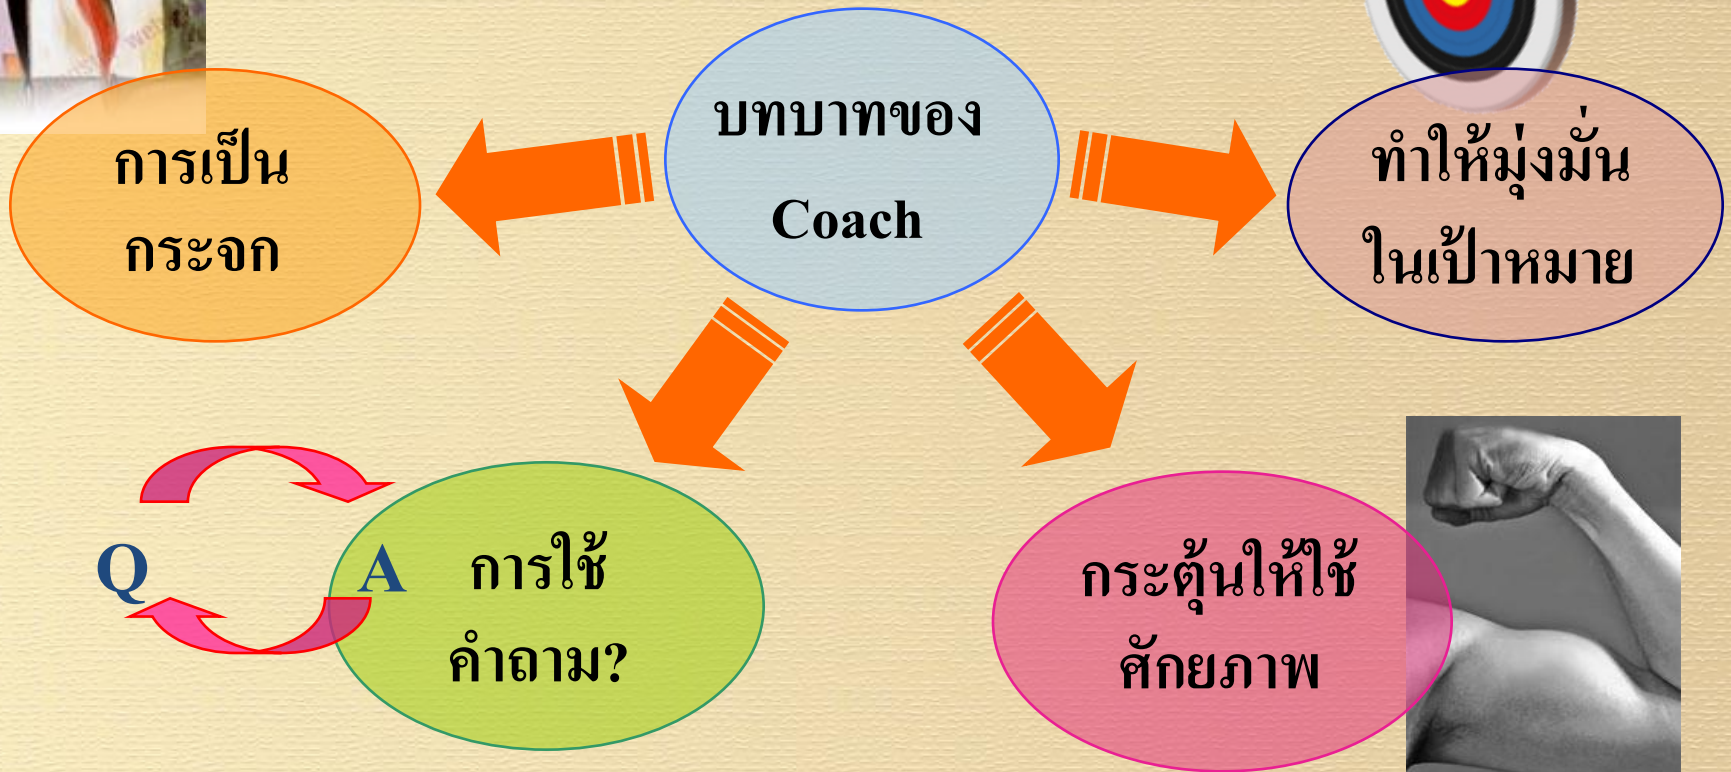 บทบาทของ
Coach
การเป็น
กระจก
ทำให้มุ่งมั่น
ในเป้าหมาย
Q
A
การใช้
คำถาม?
กระตุ้นให้ใช้
ศักยภาพ